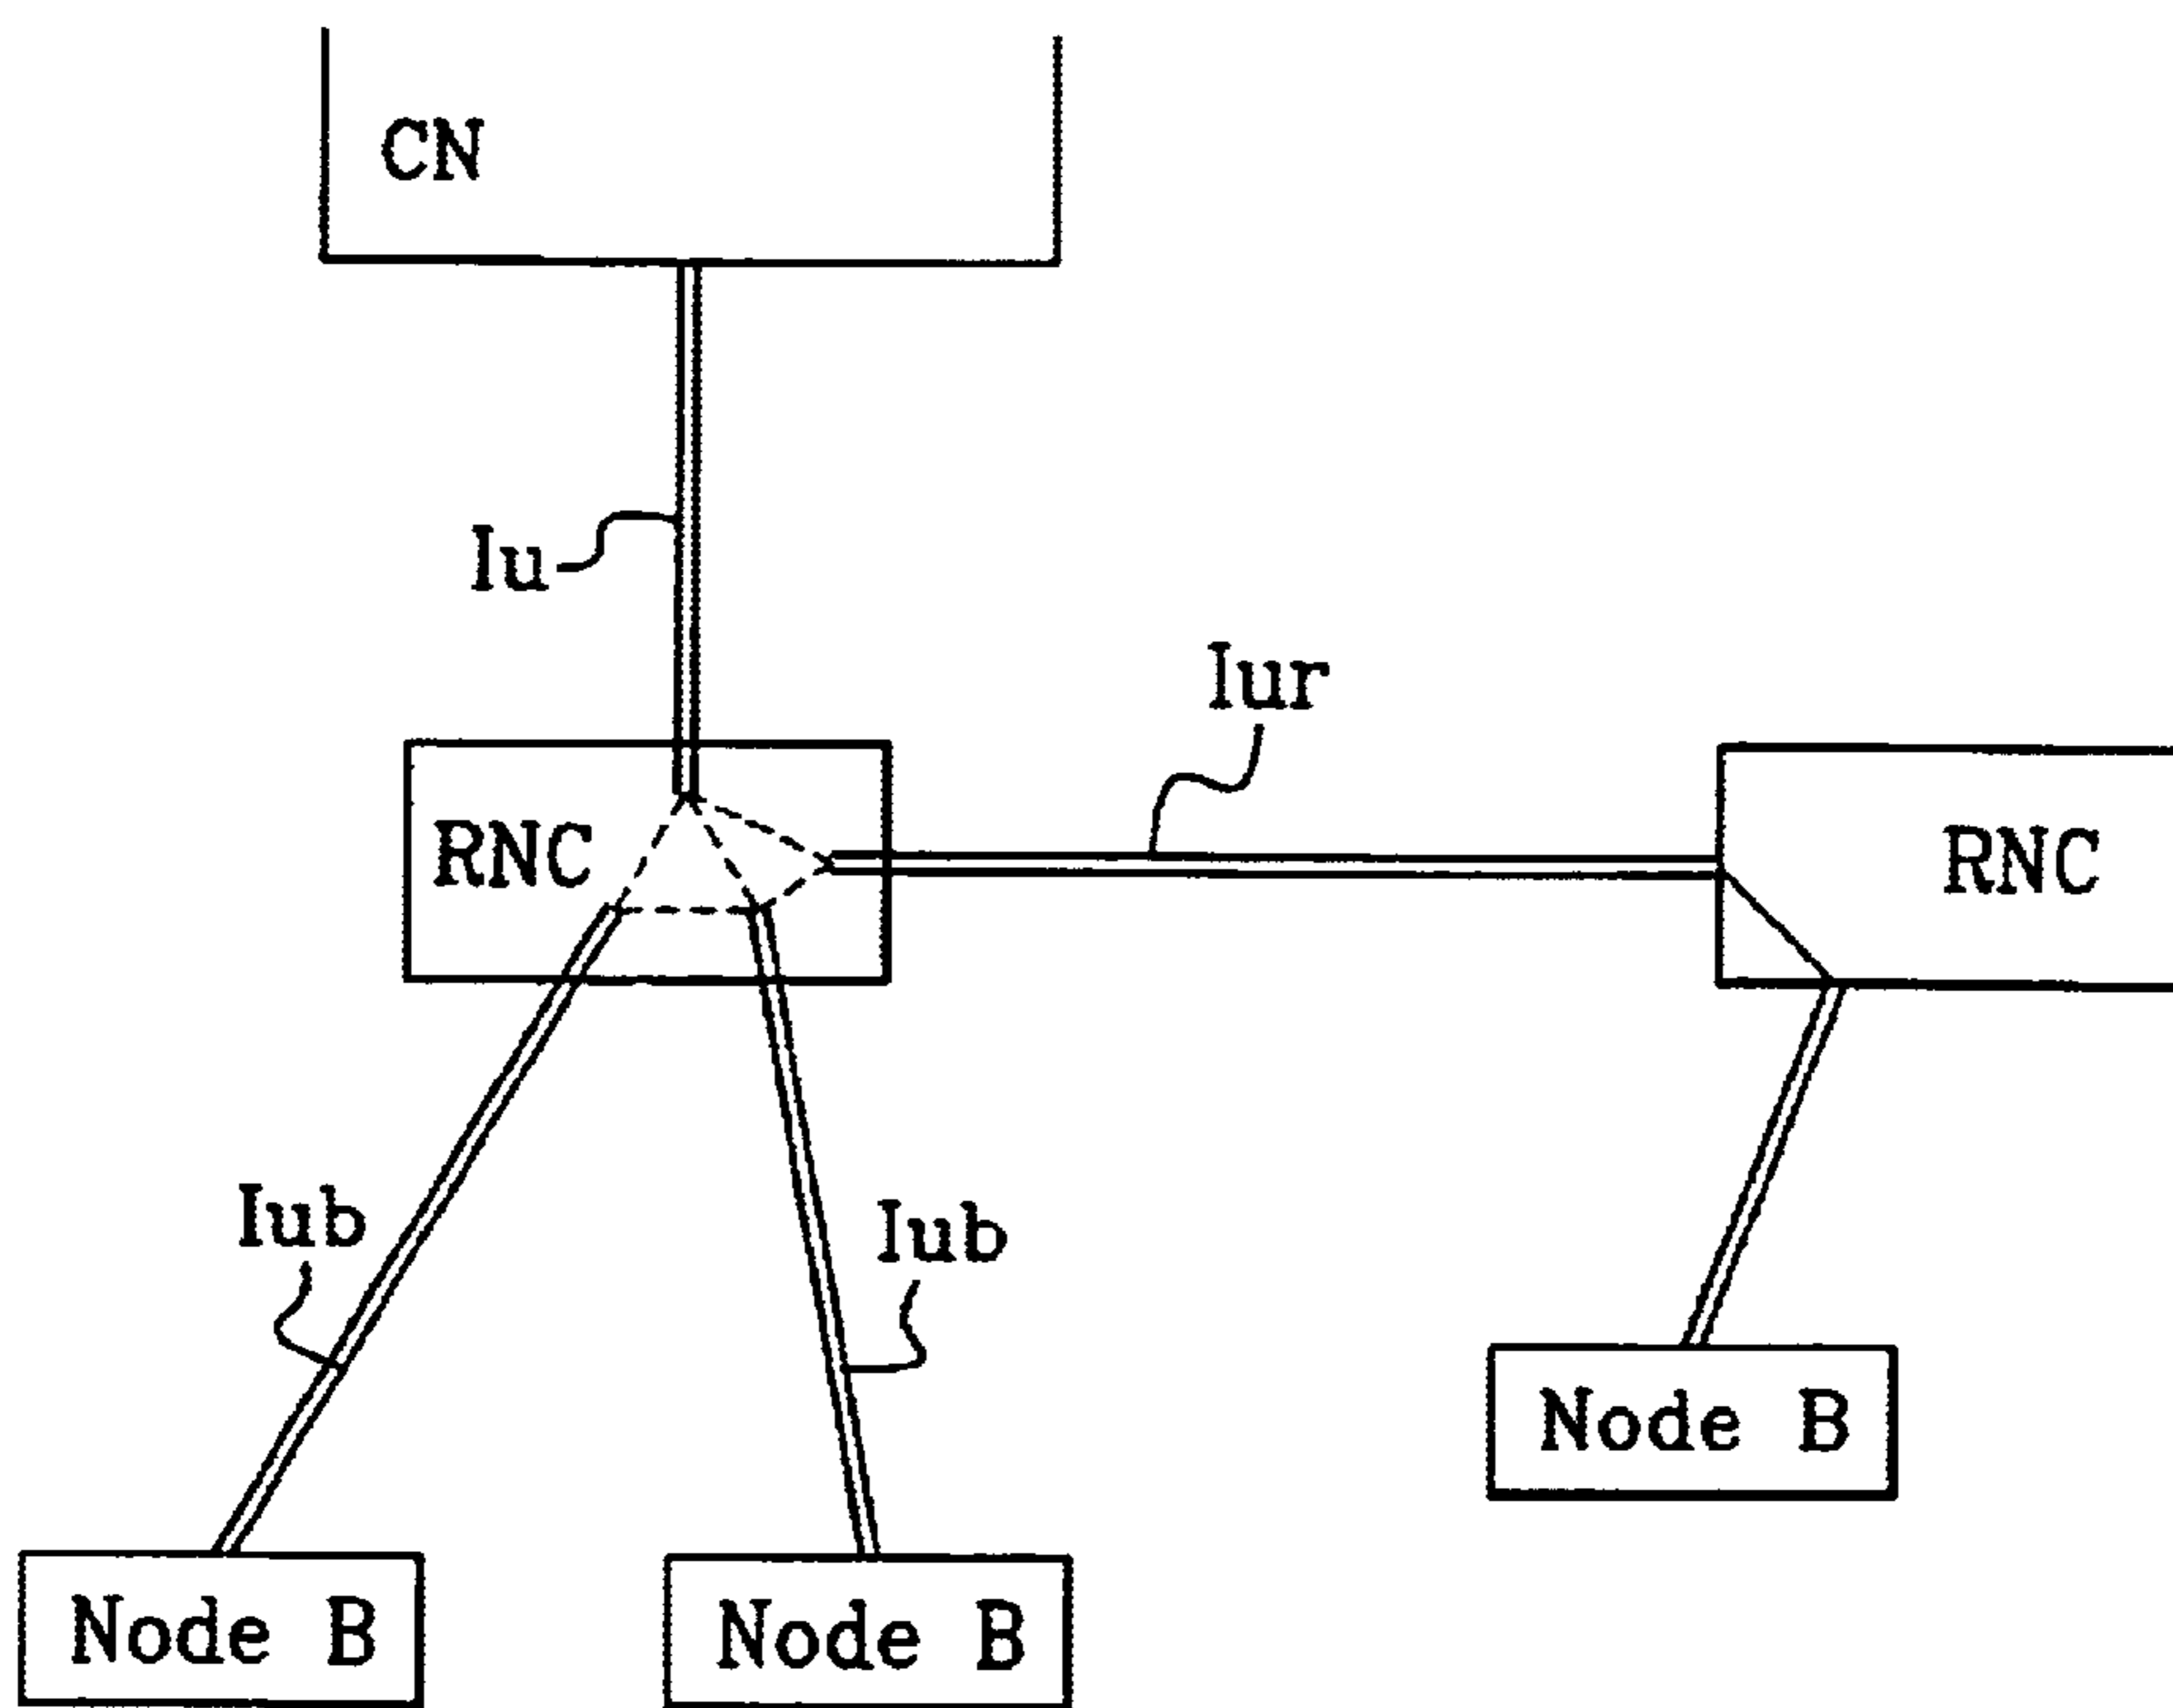 CN
Iu
Iur
RNC
RNC
Iub
Iub
Node B
Node B
Node B